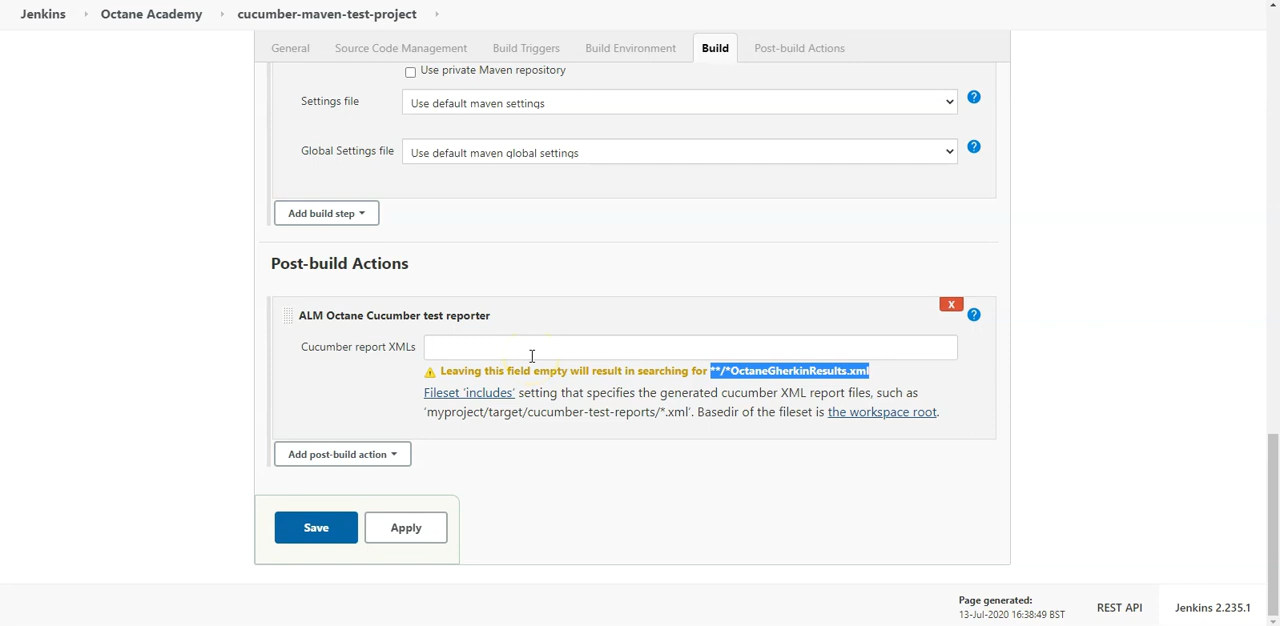 Jenkins Octane Academy cucumber-maven-test-project
General Source Code Management Build Triggers Build Environment Build Post-build Actions
Use private Maven repository
Settings file Use default maven settings ?
Global Settings file Use default maven global settings ?
Add build step
Post-build Actions
X
ALM Octane Cucumber test reporter ?
Cucumber report XMLs
Leaving this field empty will result in searching for **/*OctaneGherkinResults.xml
Fileset 'includes' setting that specifies the generated cucumber XML report files, such as
'myproject/target/cucumber-test-reports/*.xml'. Basedir of the fileset is the workspace root.
Add post-build action
Save Apply
Page generated:
13-Jul-2020 16:38:49 BST
REST API Jenkins 2.235.1